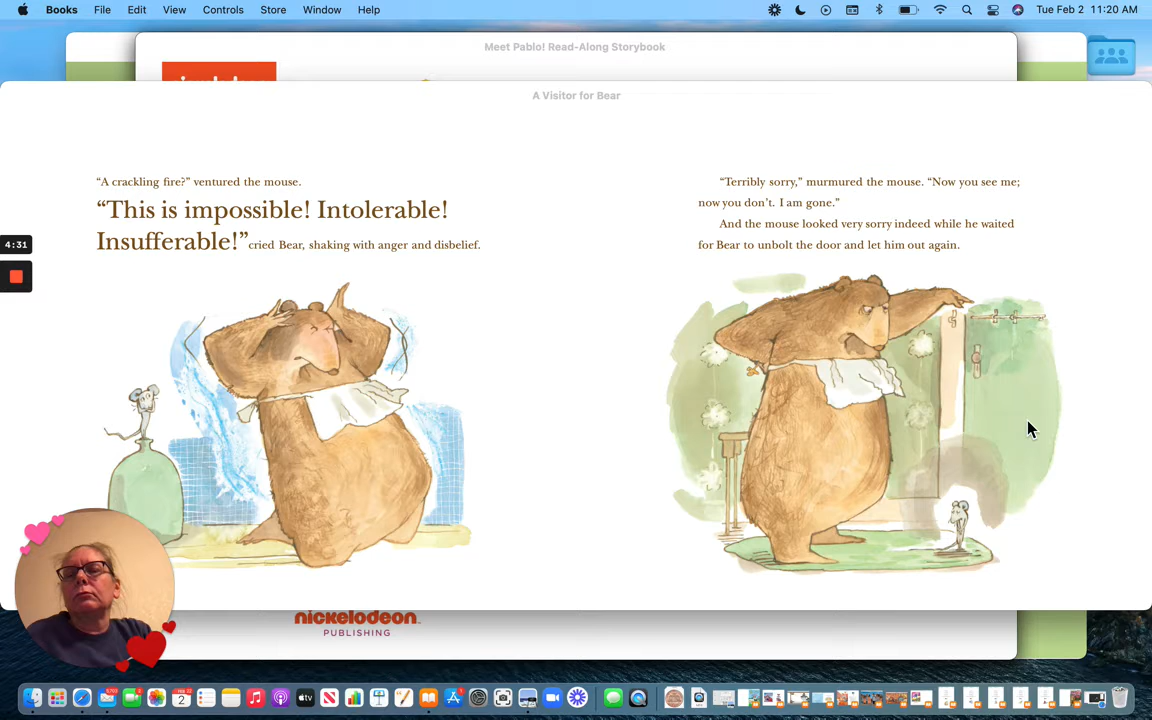 Books File Edit View Controls Store Window Help Tue Feb 2 11:20 AM
Meet Pablo! Read-Along Storybook
A Visitor for Bear
“A crackling fire?” ventured the mouse.
“This is impossible! Intolerable!
Insufferable!” cried Bear, shaking with anger and disbelief.
“Terribly sorry,” murmured the mouse. “Now you see me;
now you don’t. I am gone.”
And the mouse looked very sorry indeed while he waited
for Bear to unbolt the door and let him out again.
4:31
nickelodeon
PUBLISHING